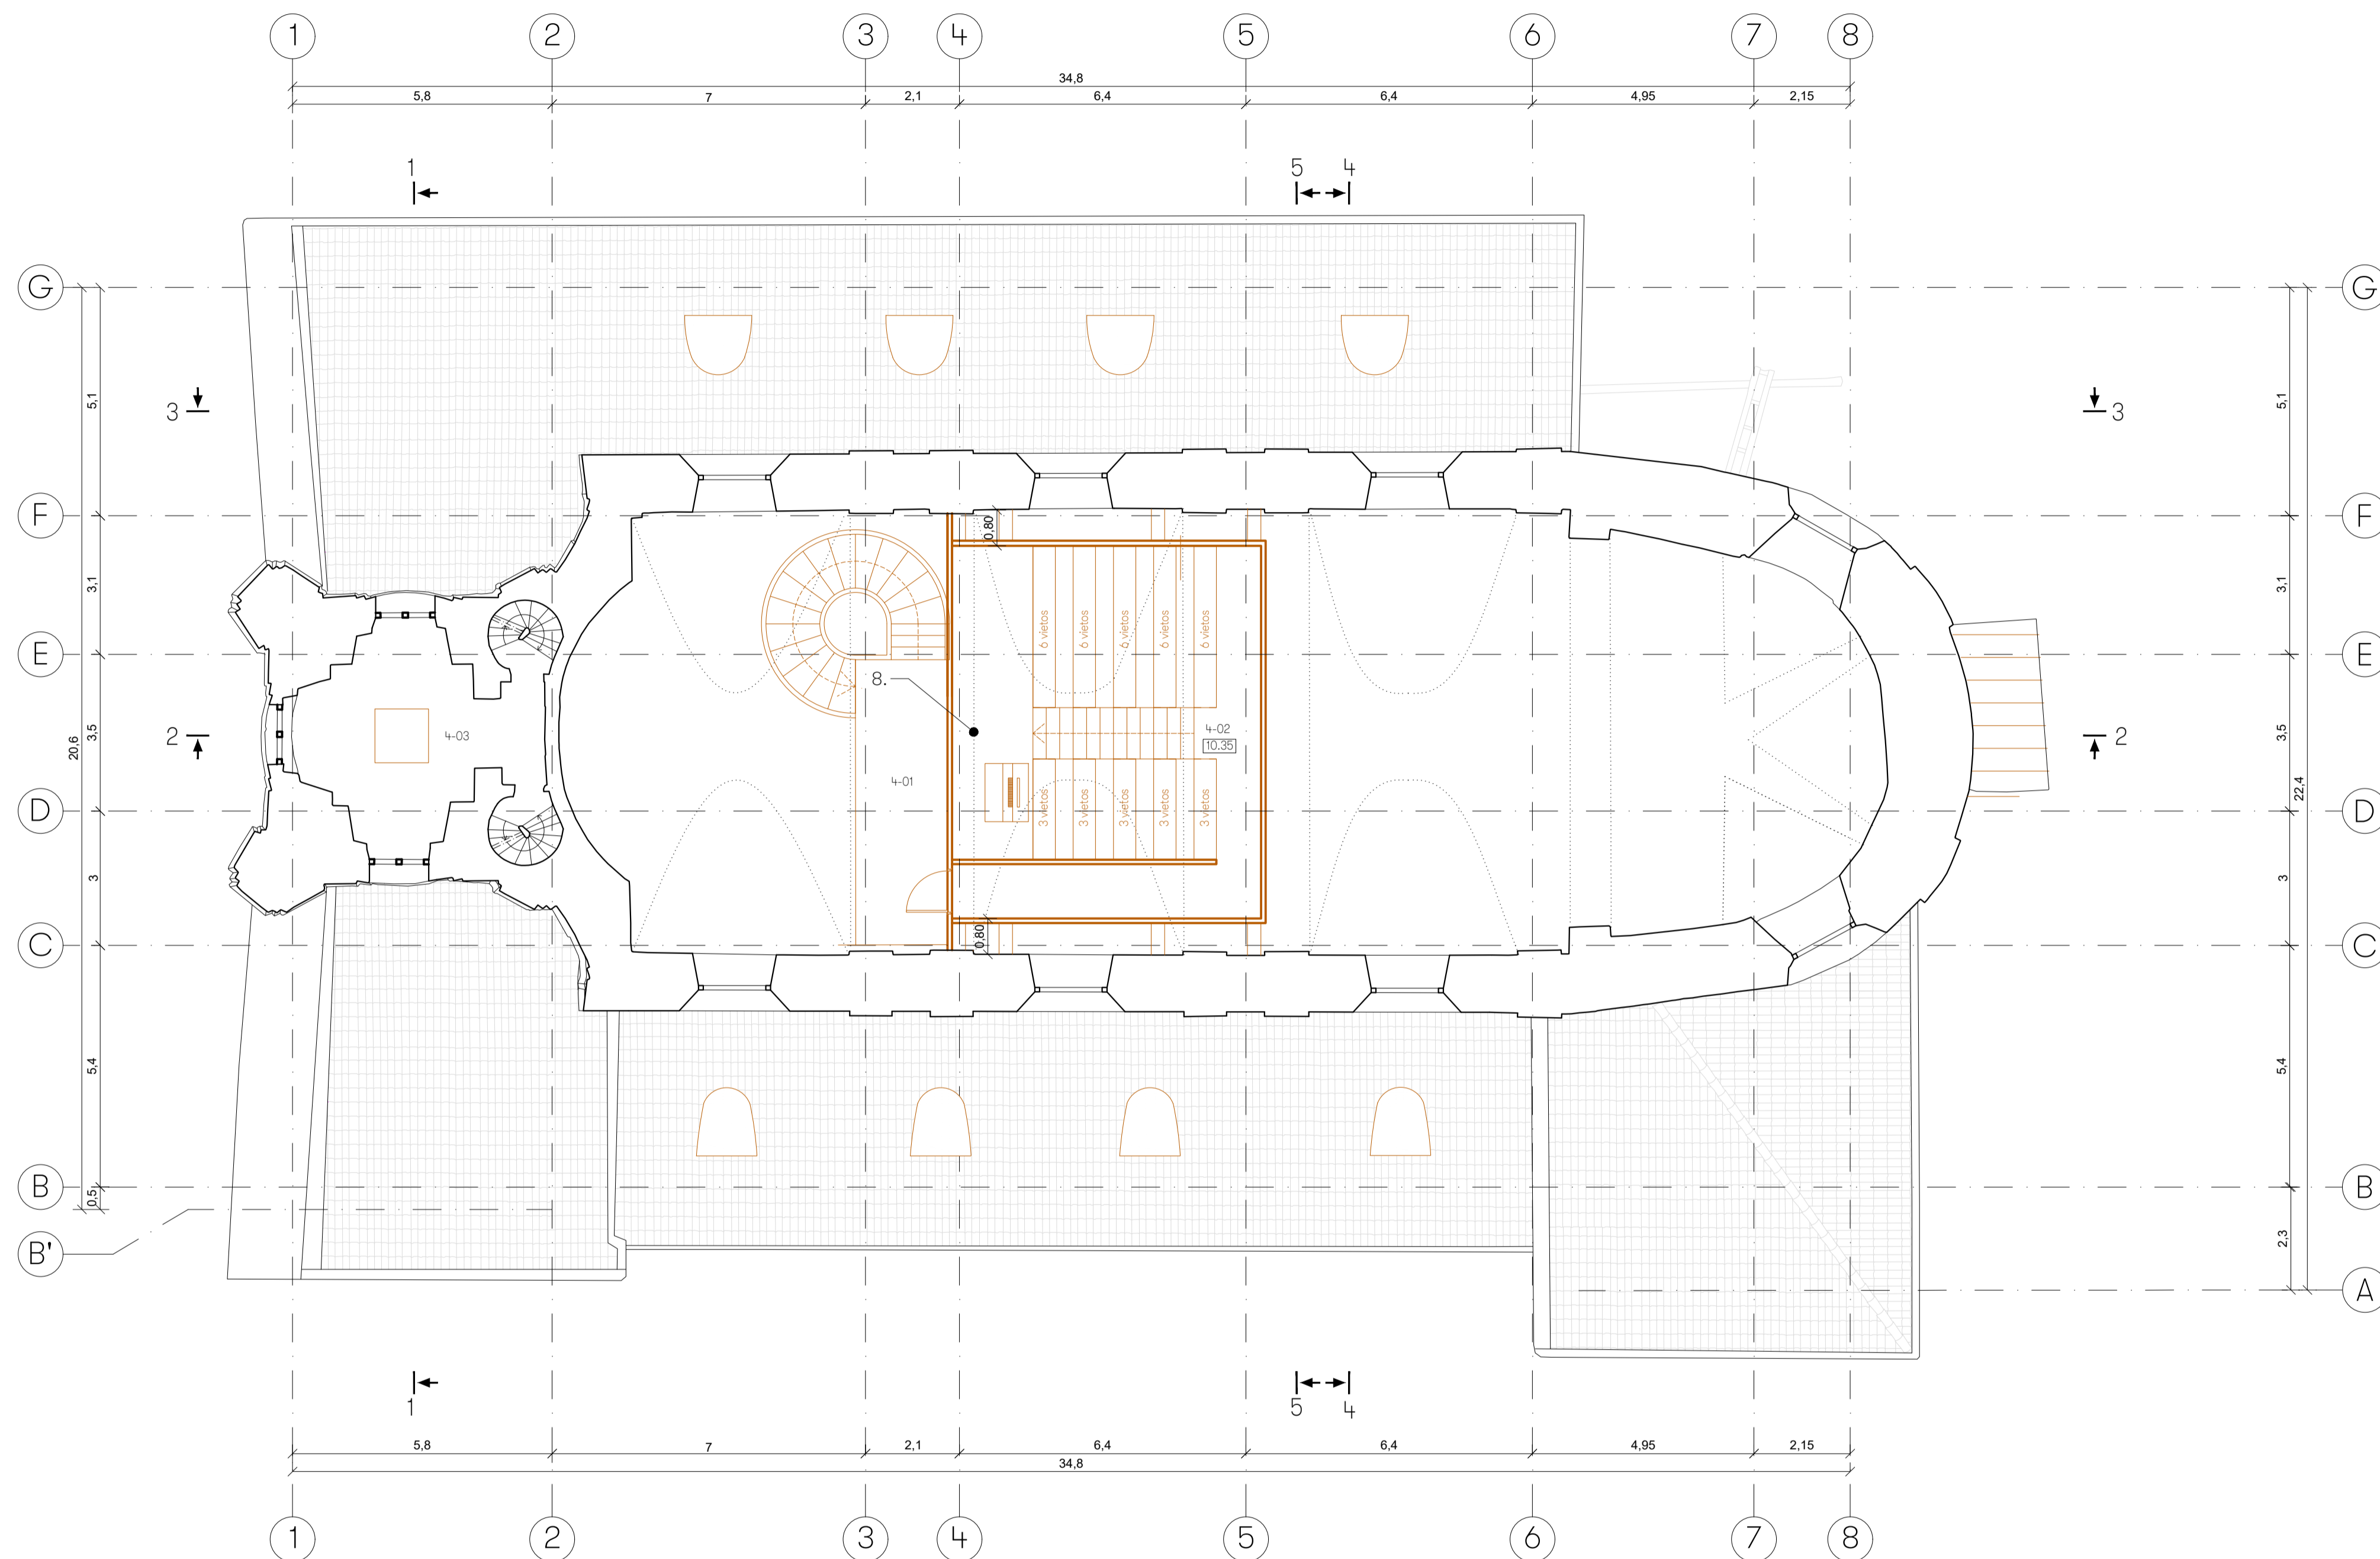 1 2 3 4 5 6 7 8
34,8
5,8 7 2,1 6,4 6,4 4,95 2,15
1 5 4
G G
5,1 5,1
3 3
F F
0,80
3,1 3,1
6 vietos 6 vietos 6 vietos 6 vietos 6 vietos
E E
8.
4-02
10.35
4-03
2 2
20,6 3,5 3,5
22,4
4-01
3 vietos 3 vietos 3 vietos 3 vietos 3 vietos
D D
3 3
0,80
C C
5,4 5,4
B B
0,5
B'
2,3
A
1 5 4
5,8 7 2,1 6,4 6,4 4,95 2,15
34,8
1 2 3 4 5 6 7 8